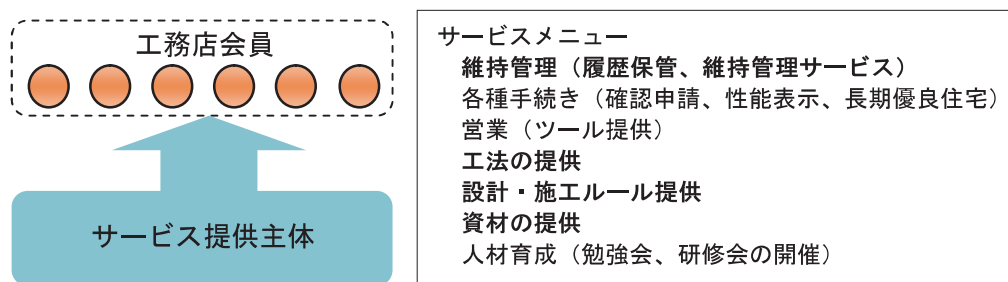 工務店会員
サービス提供主体
サービスメニュー
維持管理（履歴保管、維持管理サービス）
各種手続き（確認申請、性能表示、長期優良住宅）
営業（ツール提供）
工法の提供
設計・施工ルール提供
資材の提供
人材育成（勉強会、研修会の開催）